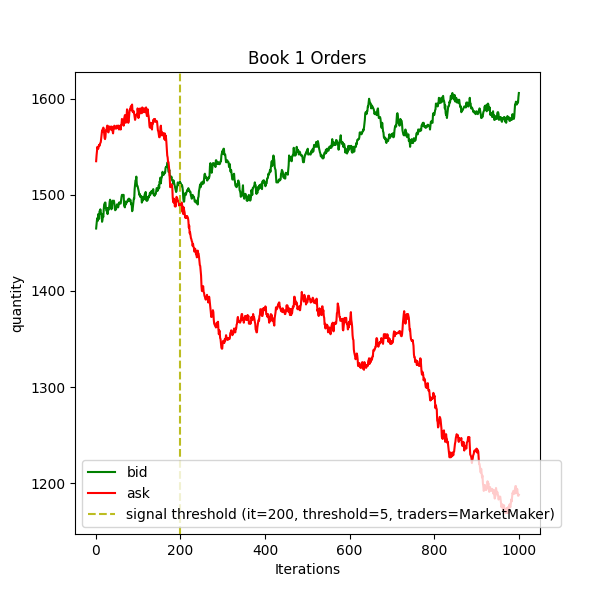 Book 1 Orders
quantity
1600
1500
1400
1300
1200
bid
ask
signal threshold (it=200, threshold=5, traders=MarketMaker)
0 200 400 600 800 1000
Iterations